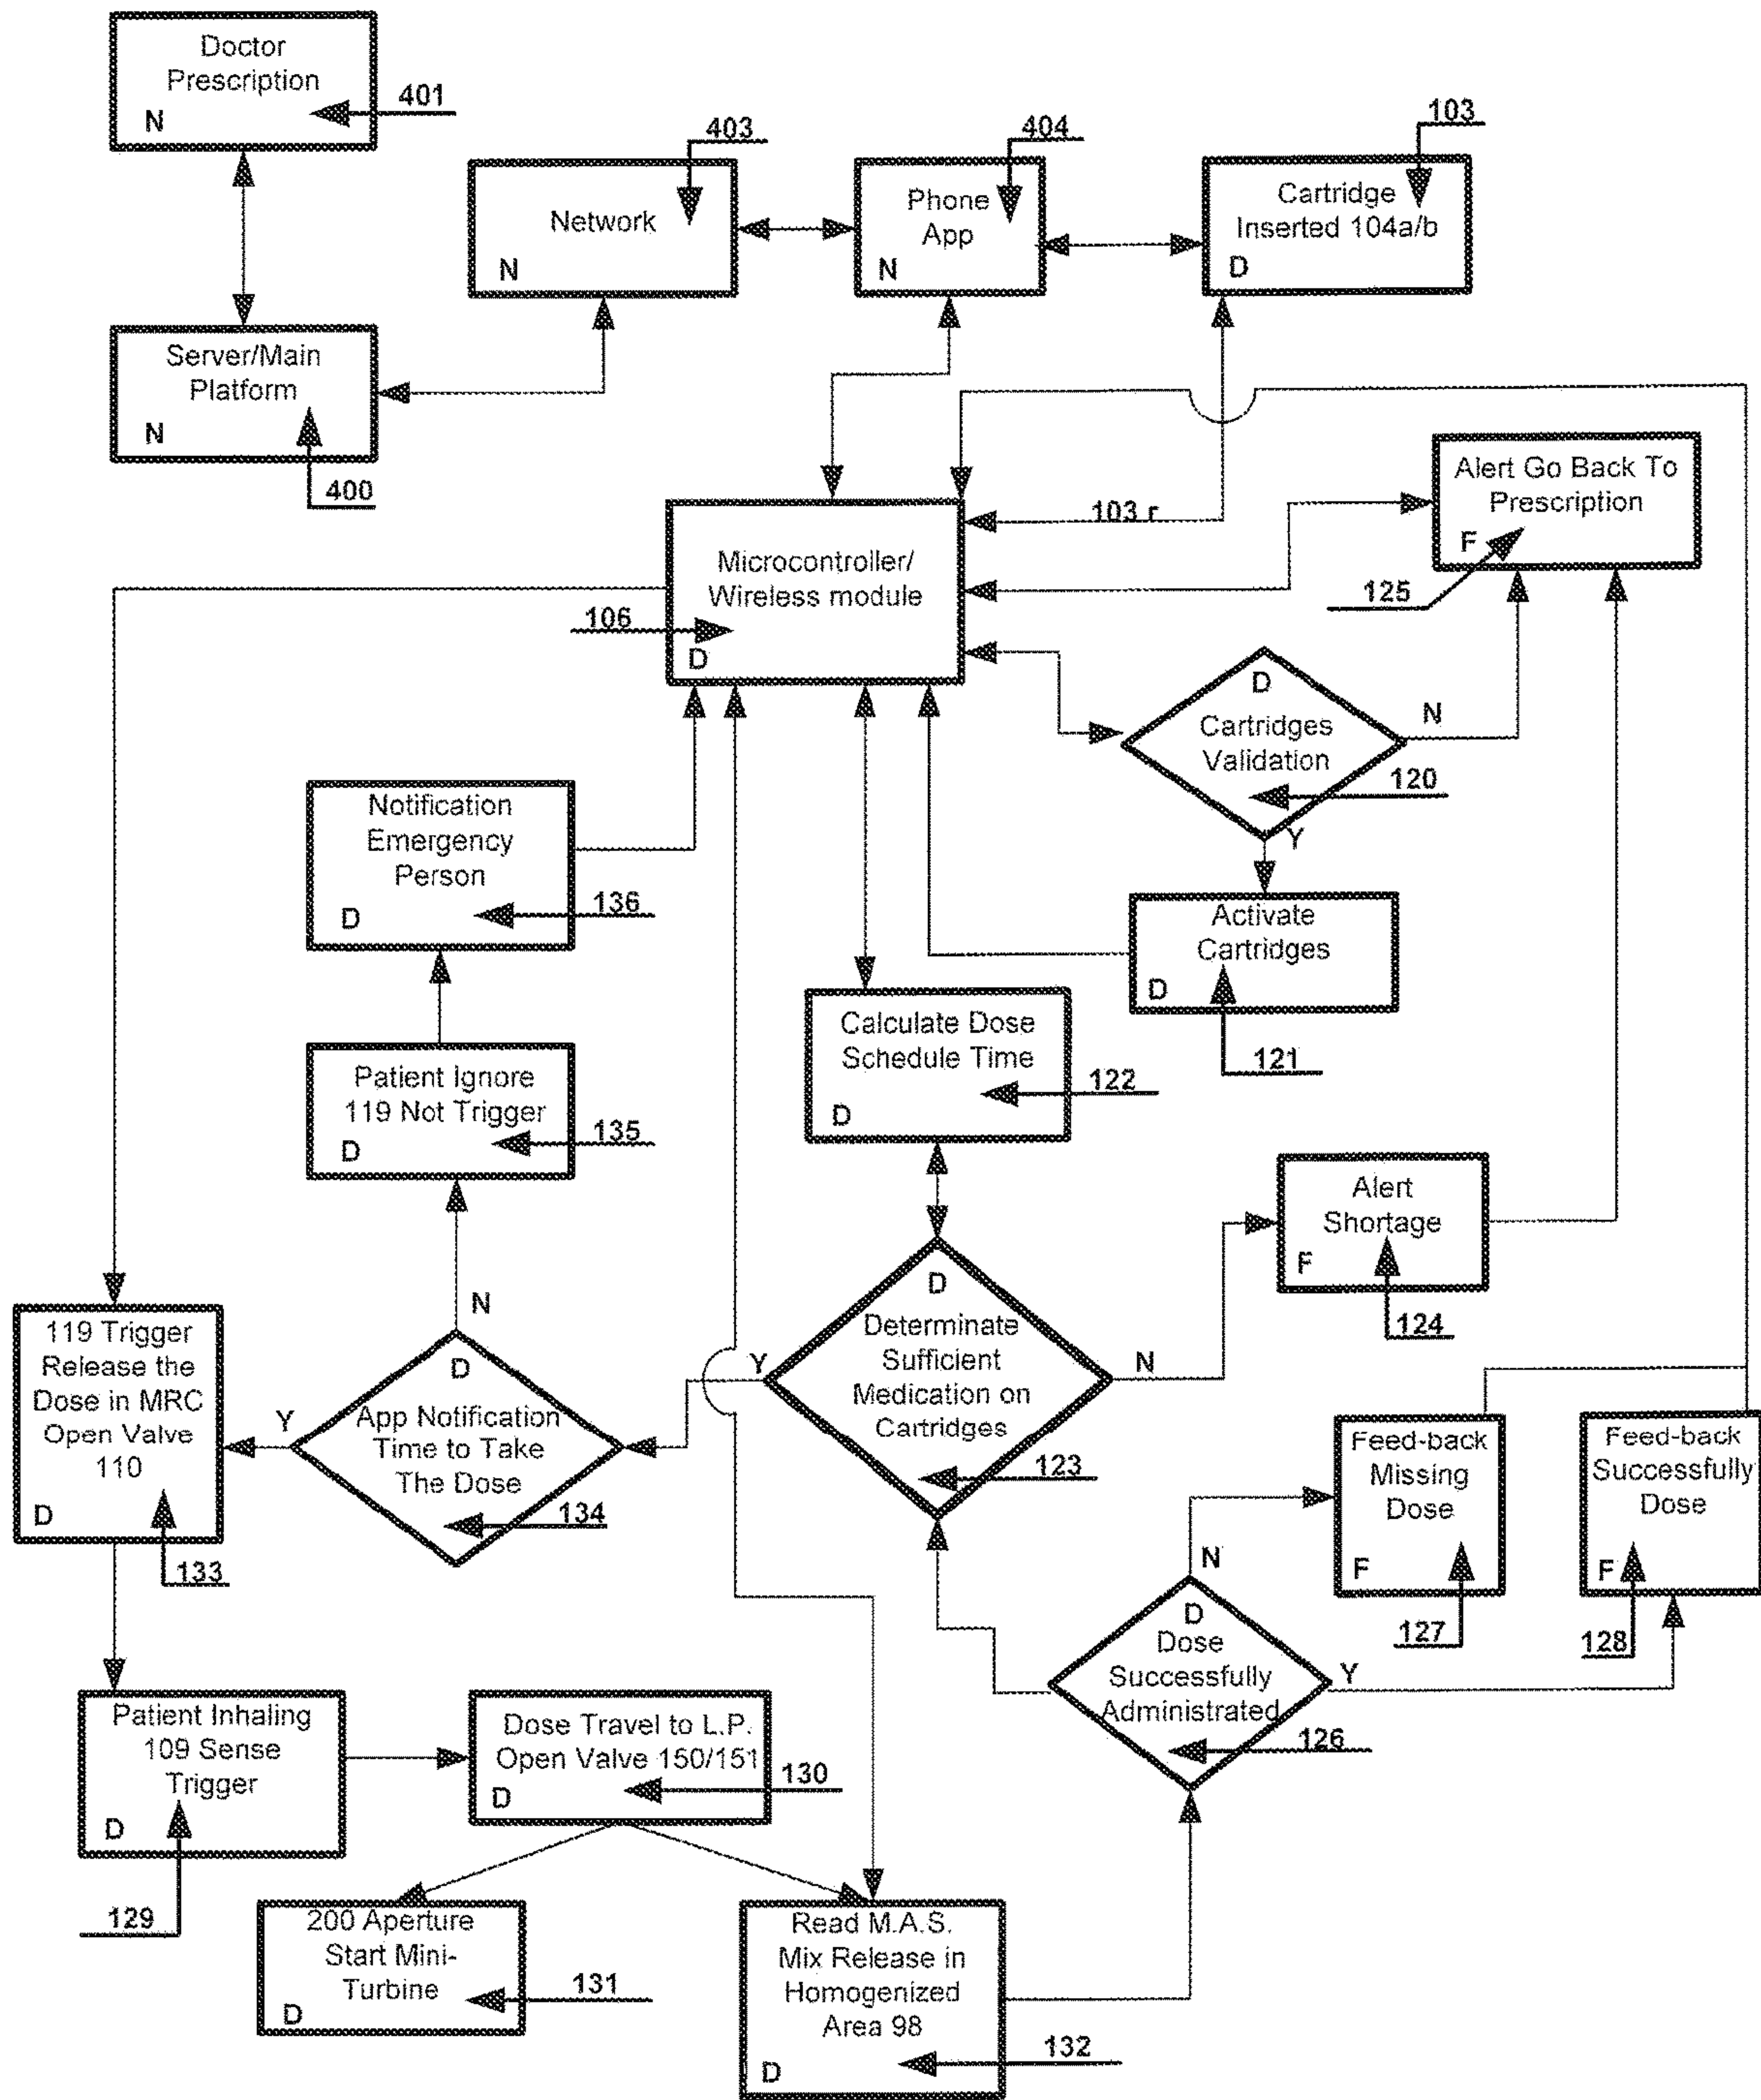 Doctor
Prescription
N
401
403
Network
N
404
Phone
App
N
103
Cartridge
Inserted 104a/b
D
Server/Main
Platform
N
400
103 r
Microcontroller/
Wireless module
106
D
Alert Go Back To
Prescription
F
125
D
Cartridges
Validation
120
N
Y
Activate
Cartridges
D
121
Notification
Emergency
Person
136
D
Calculate Dose
Schedule Time
122
D
Patient Ignore
119 Not Trigger
135
D
Alert
Shortage
F
124
D
Determinate
Sufficient
Medication on
Cartridges
123
Y
N
N
D
App Notification
Time to Take
The Dose
134
Y
119 Trigger
Release the
Dose in MRC
Open Valve
110
D
133
Feed-back
Missing
Dose
F
127
Feed-back
Successfully
Dose
F
128
N
D
Dose
Successfully
Administrated
126
Y
Patient Inhaling
109 Sense
Trigger
D
129
Dose Travel to L.P.
Open Valve 150/151
130
D
200 Aperture
Start Mini-
Turbine
131
D
Read M.A.S.
Mix Release in
Homogenized
Area 98
132
D